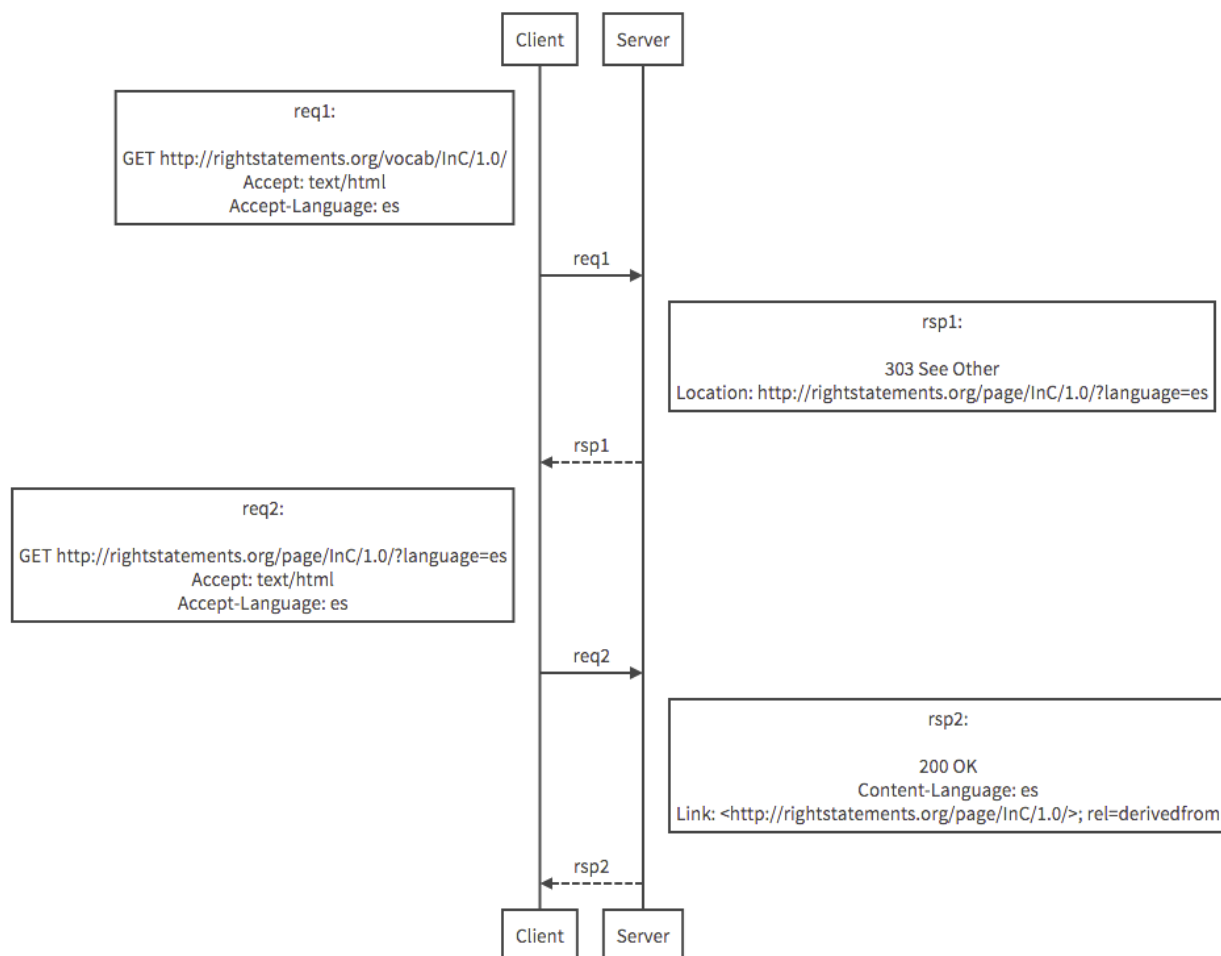 Client
Server
req1:
GET http://rightstatements.org/vocab/InC/1.0/
Accept: text/html
Accept-Language: es
req1
rsp1:
303 See Other
Location: http://rightstatements.org/page/InC/1.0/?language=es
rsp1
req2:
GET http://rightstatements.org/page/InC/1.0/?language=es
Accept: text/html
Accept-Language: es
req2
rsp2:
200 OK
Content-Language: es
Link: <http://rightstatements.org/page/InC/1.0/>; rel=derivedfrom
rsp2
Client
Server